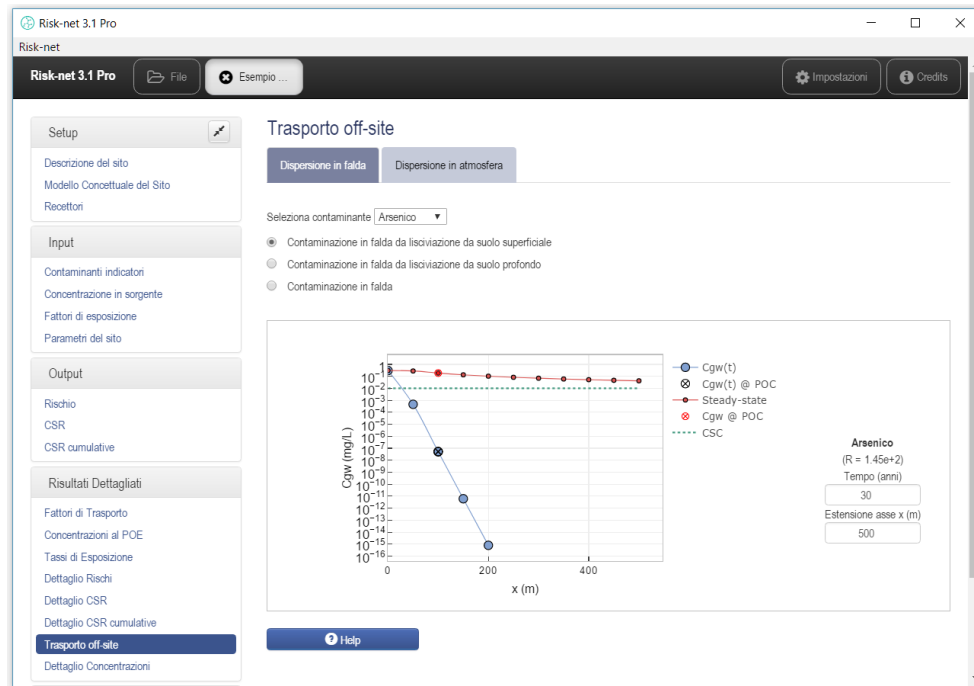 Risk-net 3.1 Pro
Risk-net
Risk-net 3.1 Pro
File
Esempio ...
Impostazioni
Credits
Setup
Descrizione del sito
Modello Concettuale del Sito
Recettori
Input
Contaminanti indicatori
Concentrazione in sorgente
Fattori di esposizione
Parametri del sito
Output
Rischio
CSR
CSR cumulative
Risultati Dettagliati
Fattori di Trasporto
Concentrazioni al POE
Tassi di Esposizione
Dettaglio Rischi
Dettaglio CSR
Dettaglio CSR cumulative
Trasporto off-site
Dettaglio Concentrazioni
Trasporto off-site
Dispersione in falda
Dispersione in atmosfera
Seleziona contaminante Arsenico
Contaminazione in falda da lisciviazione da suolo superficiale
Contaminazione in falda da lisciviazione da suolo profondo
Contaminazione in falda
Cgw (mg/L)
1
10⁻¹
10⁻²
10⁻³
10⁻⁴
10⁻⁵
10⁻⁶
10⁻⁷
10⁻⁸
10⁻⁹
10⁻¹⁰
10⁻¹¹
10⁻¹²
10⁻¹³
10⁻¹⁴
10⁻¹⁵
10⁻¹⁶
0
200
400
x (m)
Cgw(t)
Cgw(t) @ POC
Steady-state
Cgw @ POC
CSC
Arsenico
(R = 1.45e+2)
Tempo (anni)
30
Estensione asse x (m)
500
Help